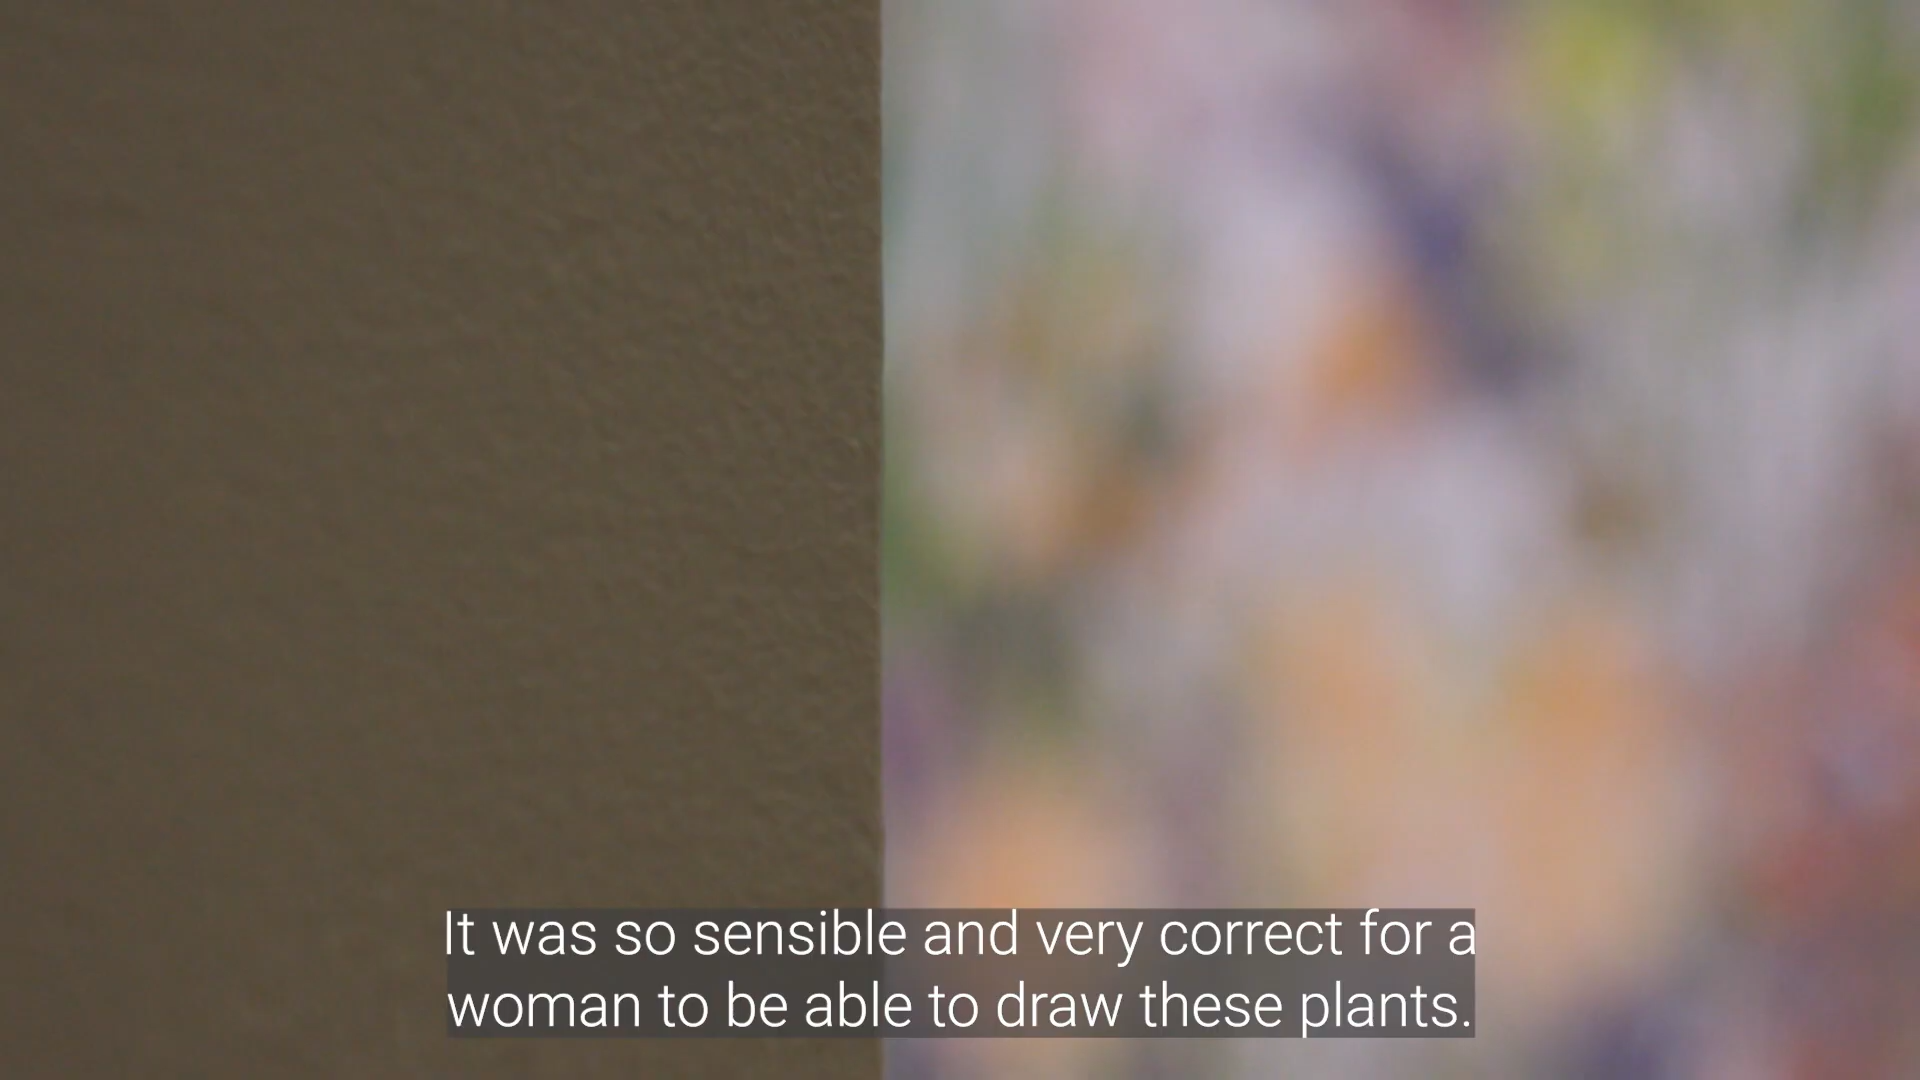 It was so sensible and very correct for a
woman to be able to draw these plants.